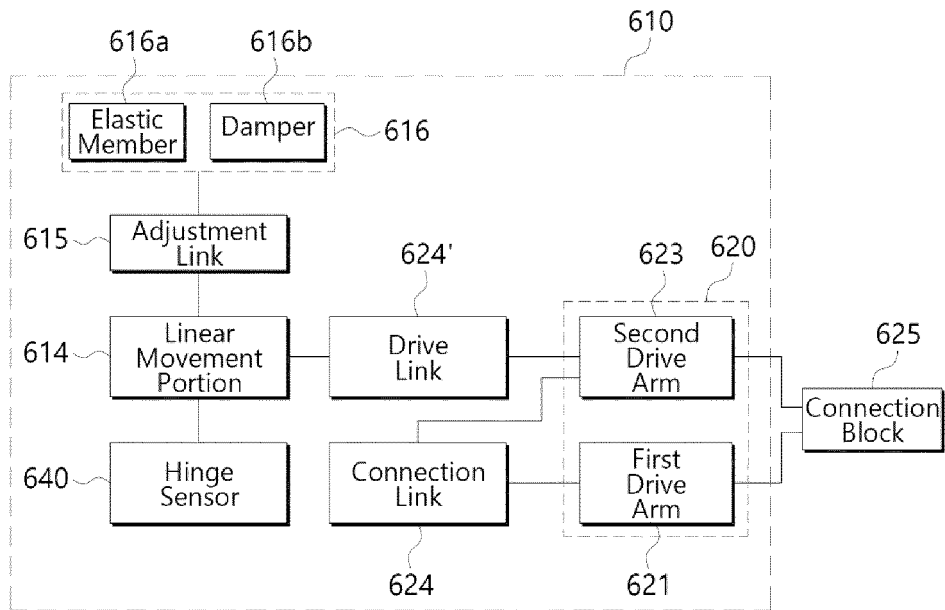 610
616a
616b
Elastic
Member
Damper
616
615
Adjustment
Link
624'
623
620
614
Linear
Movement
Portion
Drive
Link
Second
Drive
Arm
625
Connection
Block
640
Hinge
Sensor
Connection
Link
First
Drive
Arm
624
621